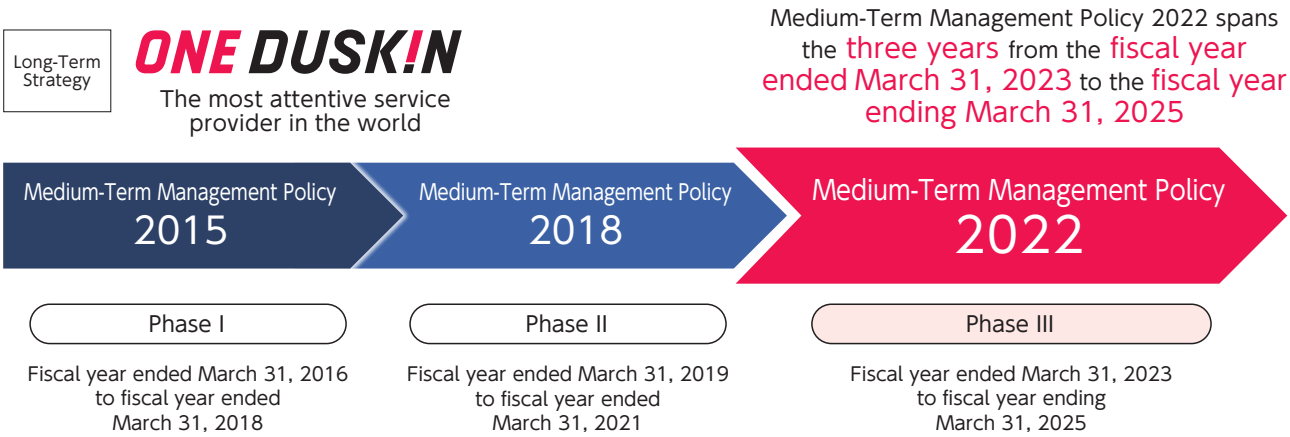 Long-Term
Strategy
ONE DUSK!N
The most attentive service
provider in the world
Medium-Term Management Policy 2022 spans
the three years from the fiscal year
ended March 31, 2023 to the fiscal year
ending March 31, 2025
Medium-Term Management Policy
2015
Medium-Term Management Policy
2018
Medium-Term Management Policy
2022
Phase I
Phase II
Phase III
Fiscal year ended March 31, 2016
to fiscal year ended
March 31, 2018
Fiscal year ended March 31, 2019
to fiscal year ended
March 31, 2021
Fiscal year ended March 31, 2023
to fiscal year ending
March 31, 2025